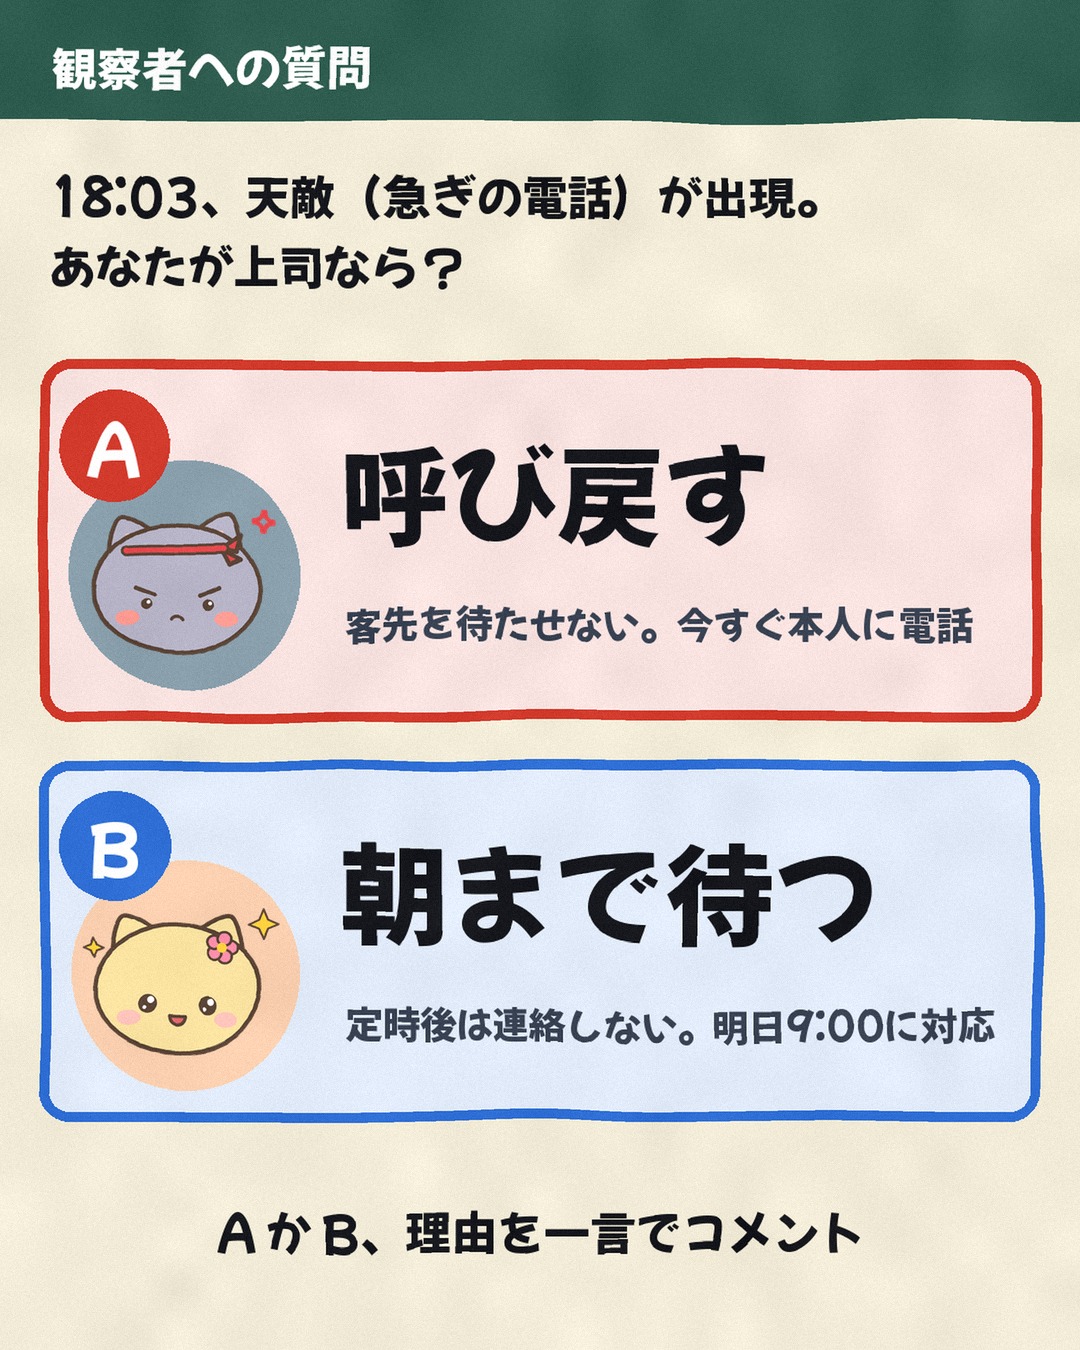 観察者への質問
18:03、天敵（急ぎの電話）が出現。
あなたが上司なら？
A
呼び戻す
客先を待たせない。今すぐ本人に電話
B
朝まで待つ
定時後は連絡しない。明日9:00に対応
AかB、理由を一言でコメント